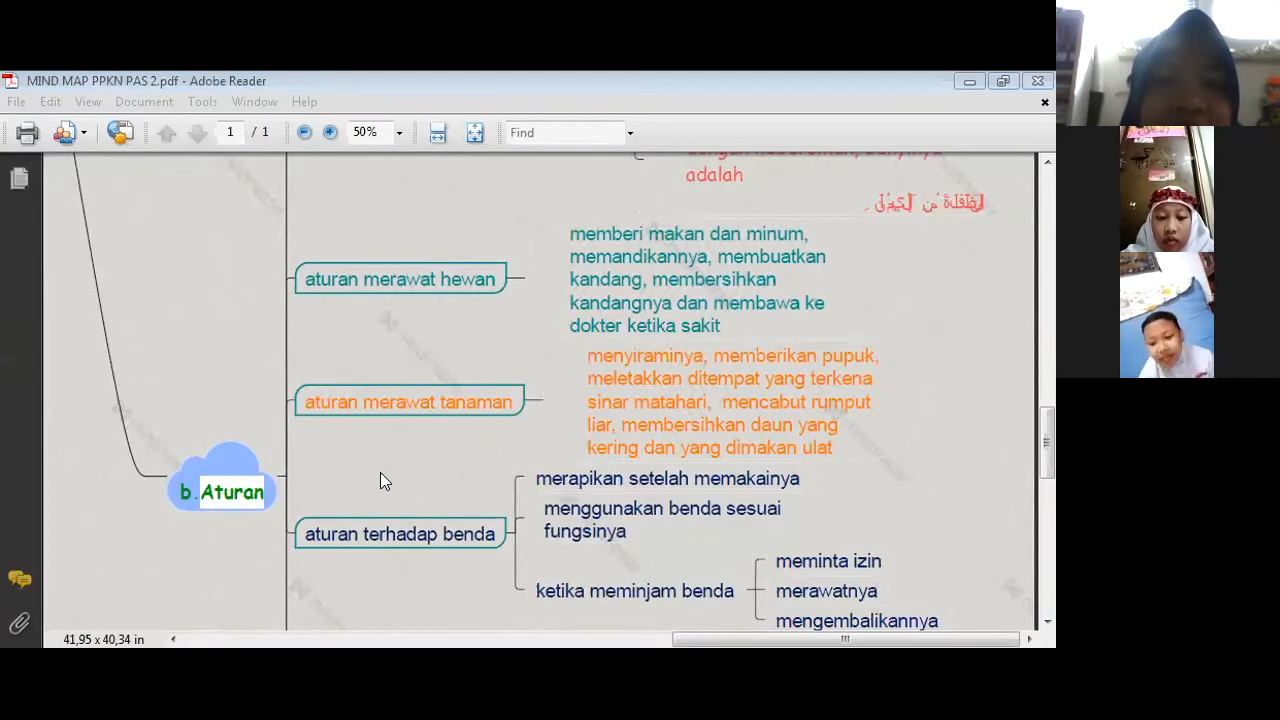 MIND MAP PPKN PAS 2.pdf - Adobe Reader
File Edit View Document Tools Window Help
1 / 1 50% Find
adalah
aturan merawat hewan
memberi makan dan minum,
memandikannya, membuatkan
kandang, membersihkan
kandangnya dan membawa ke
dokter ketika sakit
aturan merawat tanaman
menyiraminya, memberikan pupuk,
meletakkan ditempat yang terkena
sinar matahari, mencabut rumput
liar, membersihkan daun yang
kering dan yang dimakan ulat
b.Aturan
aturan terhadap benda
merapikan setelah memakainya
menggunakan benda sesuai
fungsinya
ketika meminjam benda
meminta izin
merawatnya
mengembalikannya
41,95 x 40,34 in